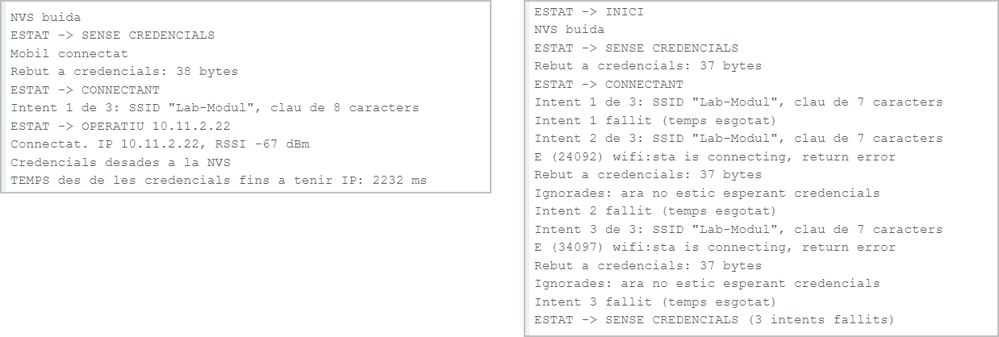 NVS buida
ESTAT -> SENSE CREDENCIALS
Mobil connectat
Rebut a credencials: 38 bytes
ESTAT -> CONNECTANT
Intent 1 de 3: SSID "Lab-Modul", clau de 8 caracters
ESTAT -> OPERATIU 10.11.2.22
Connectat. IP 10.11.2.22, RSSI -67 dBm
Credencials desades a la NVS
TEMPS des de les credencials fins a tenir IP: 2232 ms
ESTAT -> INICI
NVS buida
ESTAT -> SENSE CREDENCIALS
Rebut a credencials: 37 bytes
ESTAT -> CONNECTANT
Intent 1 de 3: SSID "Lab-Modul", clau de 7 caracters
Intent 1 fallit (temps esgotat)
Intent 2 de 3: SSID "Lab-Modul", clau de 7 caracters
E (24092) wifi:sta is connecting, return error
Rebut a credencials: 37 bytes
Ignorades: ara no estic esperant credencials
Intent 2 fallit (temps esgotat)
Intent 3 de 3: SSID "Lab-Modul", clau de 7 caracters
E (34097) wifi:sta is connecting, return error
Rebut a credencials: 37 bytes
Ignorades: ara no estic esperant credencials
Intent 3 fallit (temps esgotat)
ESTAT -> SENSE CREDENCIALS (3 intents fallits)